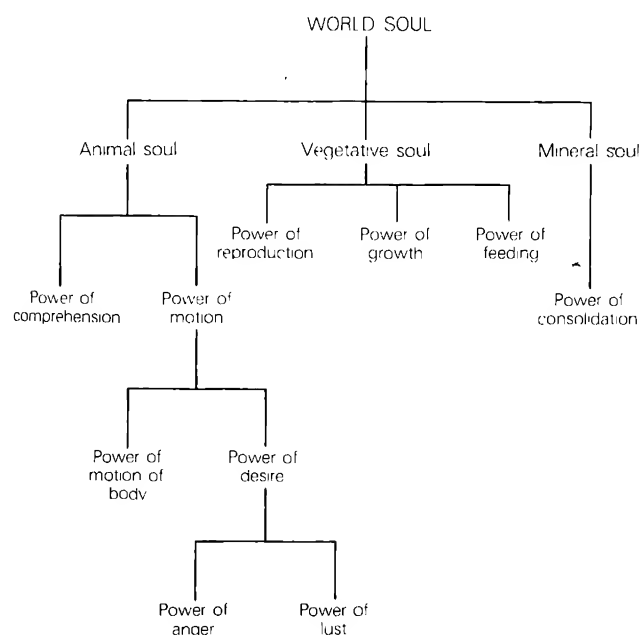 WORLD SOUL
Animal soul
Vegetative soul
Mineral soul
Power of
reproduction
Power of
growth
Power of
feeding
Power of
comprehension
Power of
motion
Power of
consolidation
Power of
motion of
body
Power of
desire
Power of
anger
Power of
lust